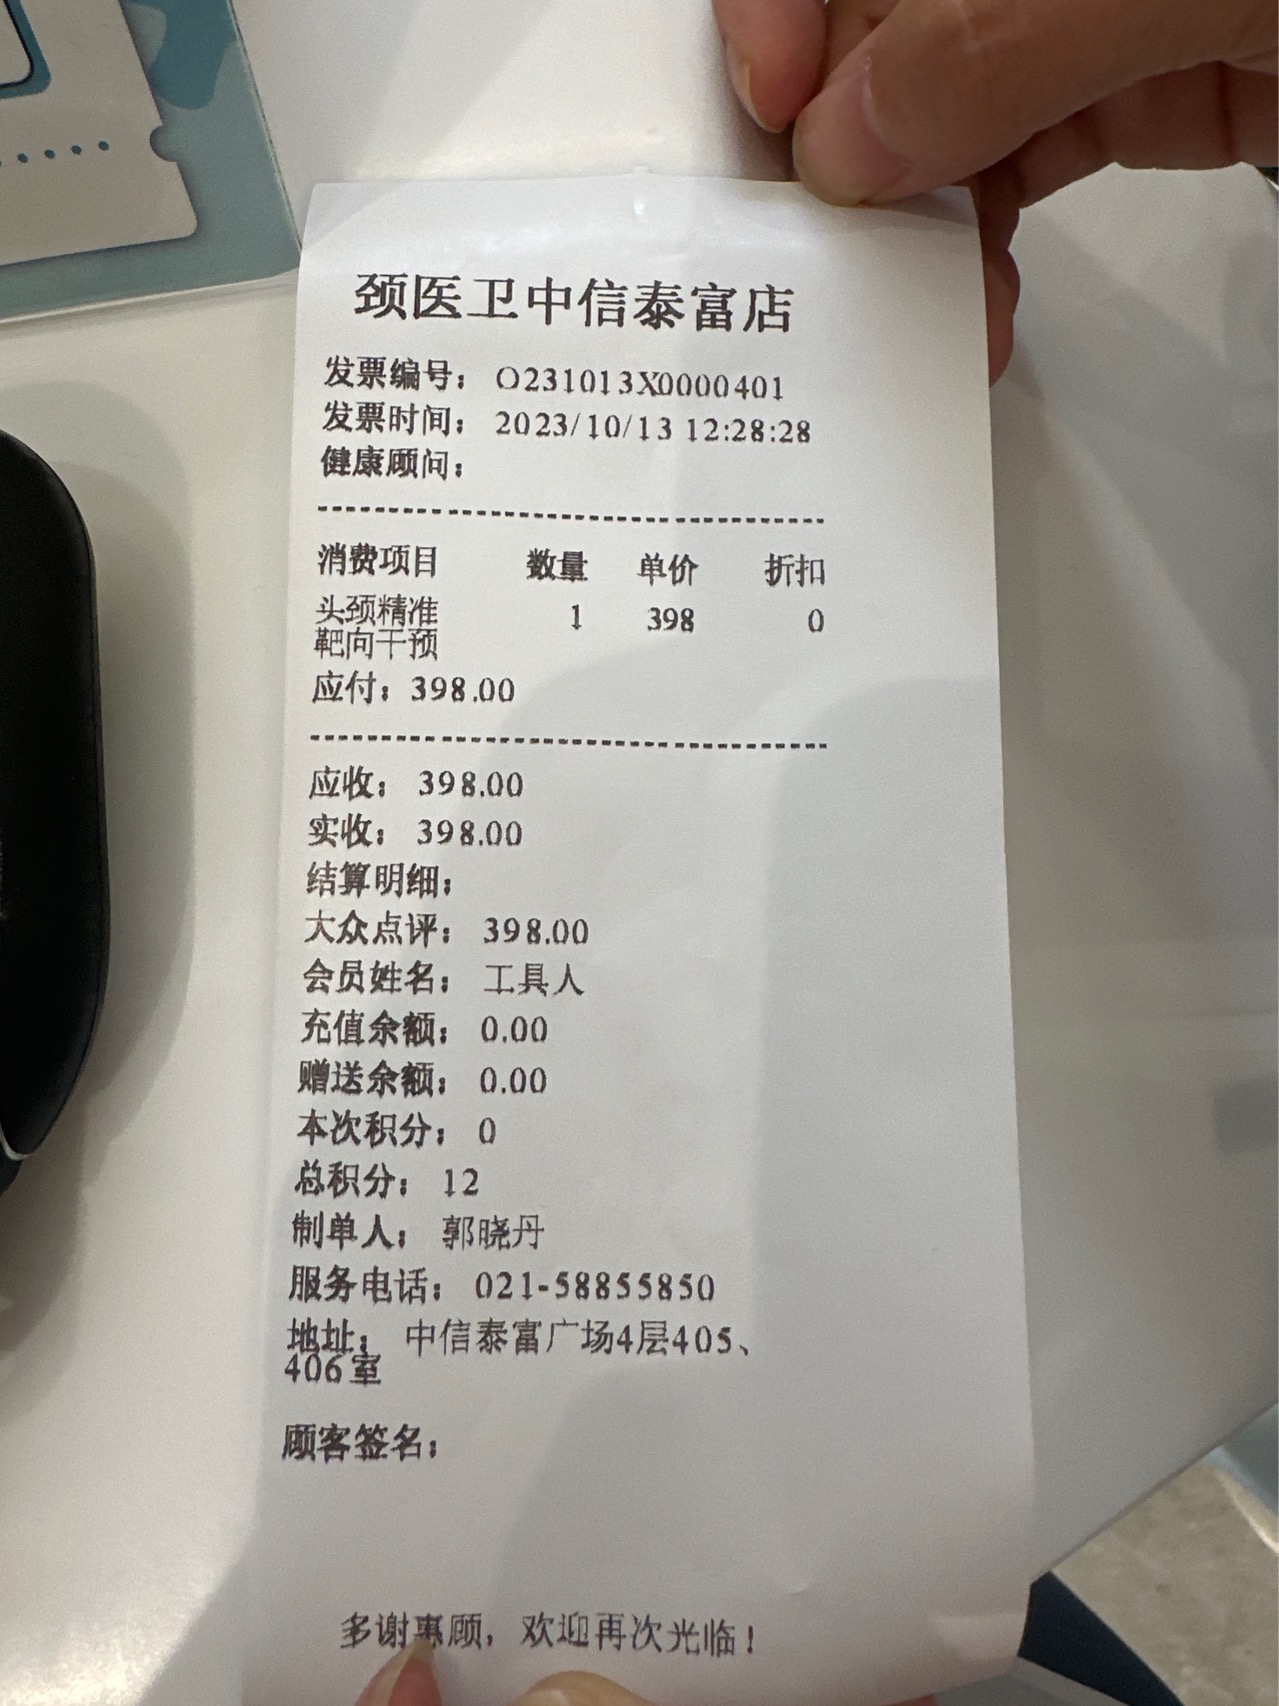 颈医卫中信泰富店
发票编号： O231013X0000401
发票时间： 2023/10/13 12:28:28
健康顾问：
消费项目 数量 单价 折扣
头颈精准 1 398 0
靶向干预
应付： 398.00
应收： 398.00
实收： 398.00
结算明细：
大众点评： 398.00
会员姓名： 工具人
充值余额： 0.00
赠送余额： 0.00
本次积分： 0
总积分： 12
制单人： 郭晓丹
服务电话： 021-58855850
地址： 中信泰富广场4层405、
406室
顾客签名：
多谢惠顾，欢迎再次光临！